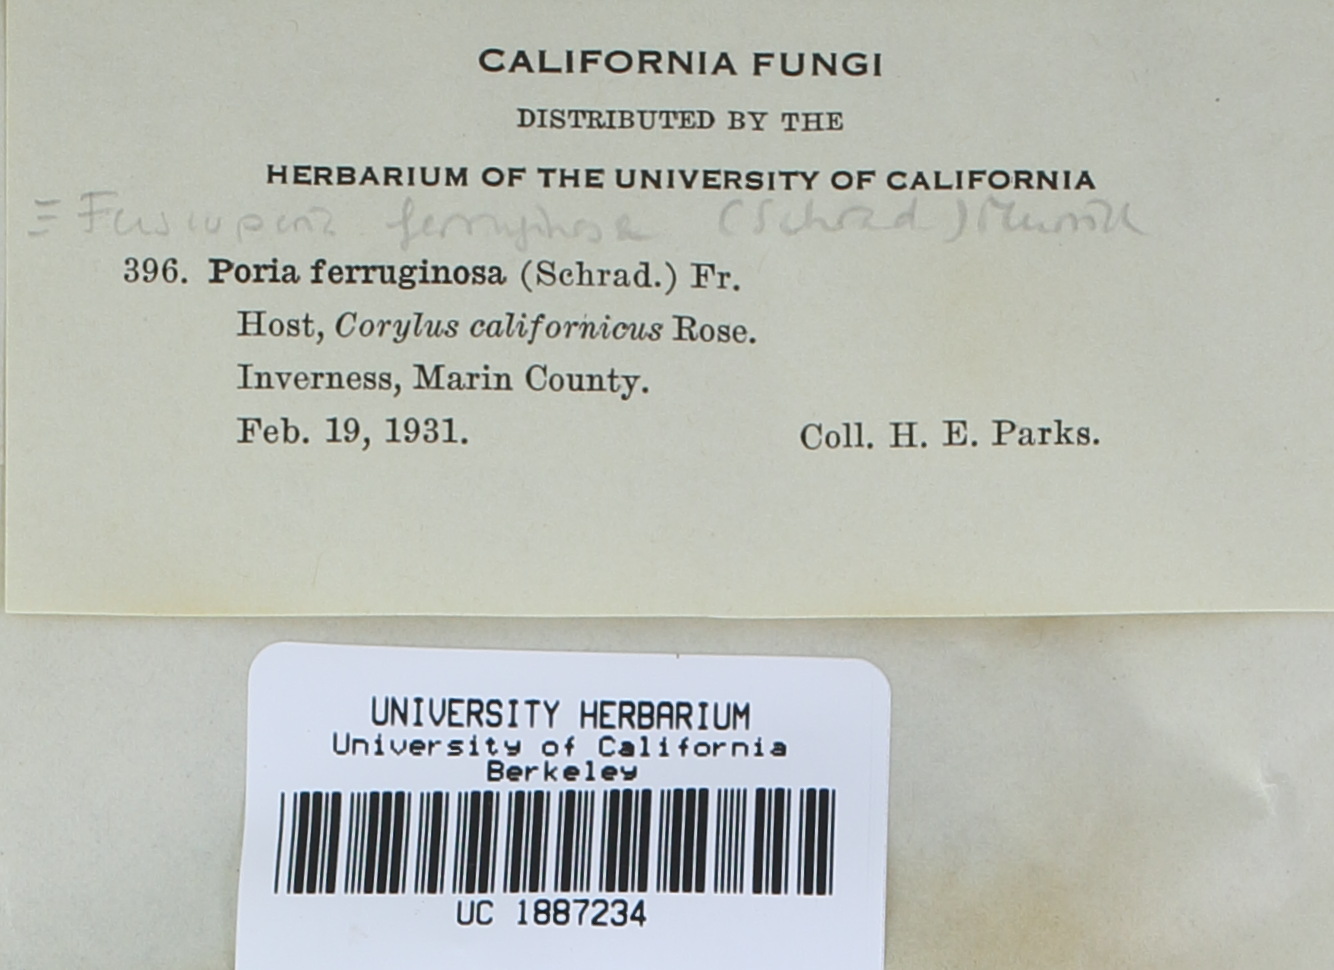 CALIFORNIA FUNGI
DISTRIBUTED BY THE
HERBARIUM OF THE UNIVERSITY OF CALIFORNIA
≡ Fuscoporia ferruginosa (Schrad.) Murrill
396. Poria ferruginosa (Schrad.) Fr.
Host, Corylus californicus Rose.
Inverness, Marin County.
Feb. 19, 1931. Coll. H. E. Parks.
UNIVERSITY HERBARIUM
University of California
Berkeley
UC 1887234